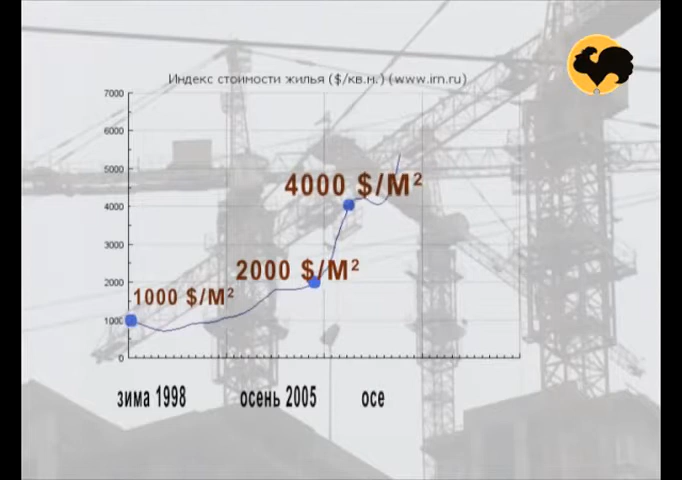 Индекс стоимости жилья ($/кв.м.) (www.irn.ru)
7000
6000
5000
4000
3000
2000
1000
0
4000 $/М²
2000 $/М²
1000 $/М²
зима 1998 осень 2005 осе